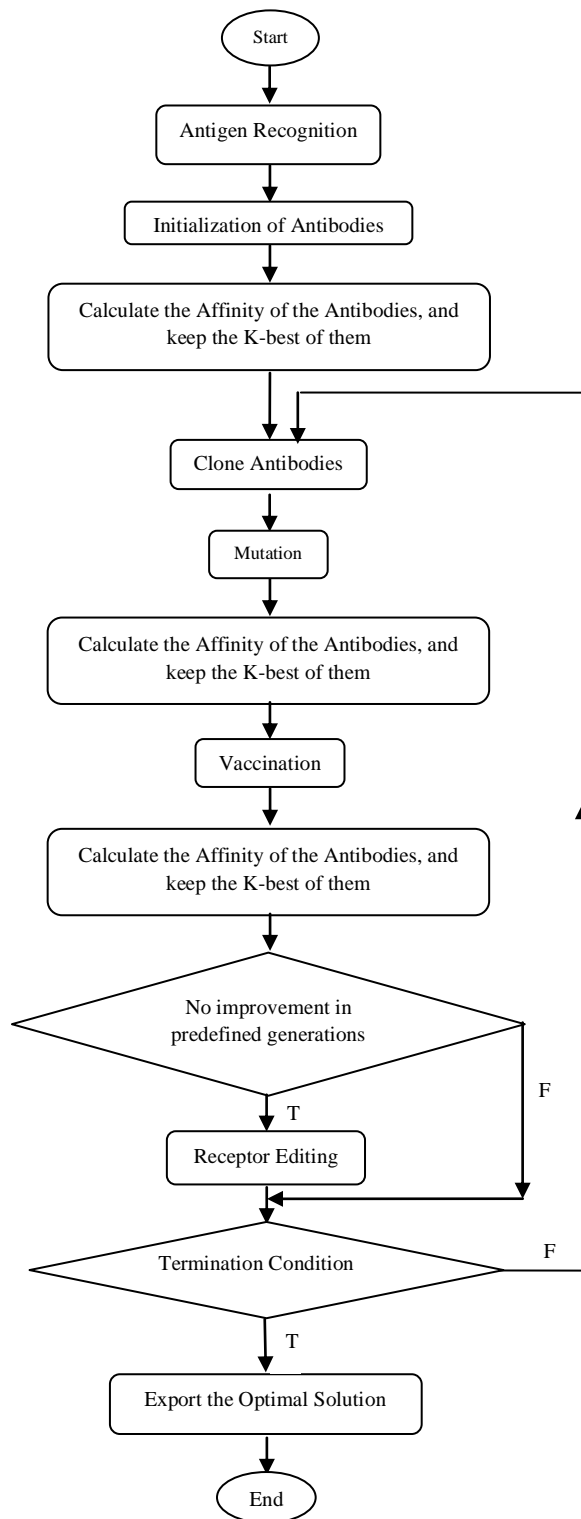 Start
Antigen Recognition
Initialization of Antibodies
Calculate the Affinity of the Antibodies, and
keep the K-best of them
Clone Antibodies
Mutation
Calculate the Affinity of the Antibodies, and
keep the K-best of them
Vaccination
Calculate the Affinity of the Antibodies, and
keep the K-best of them
No improvement in
predefined generations
F
T
Receptor Editing
Termination Condition
F
T
Export the Optimal Solution
End